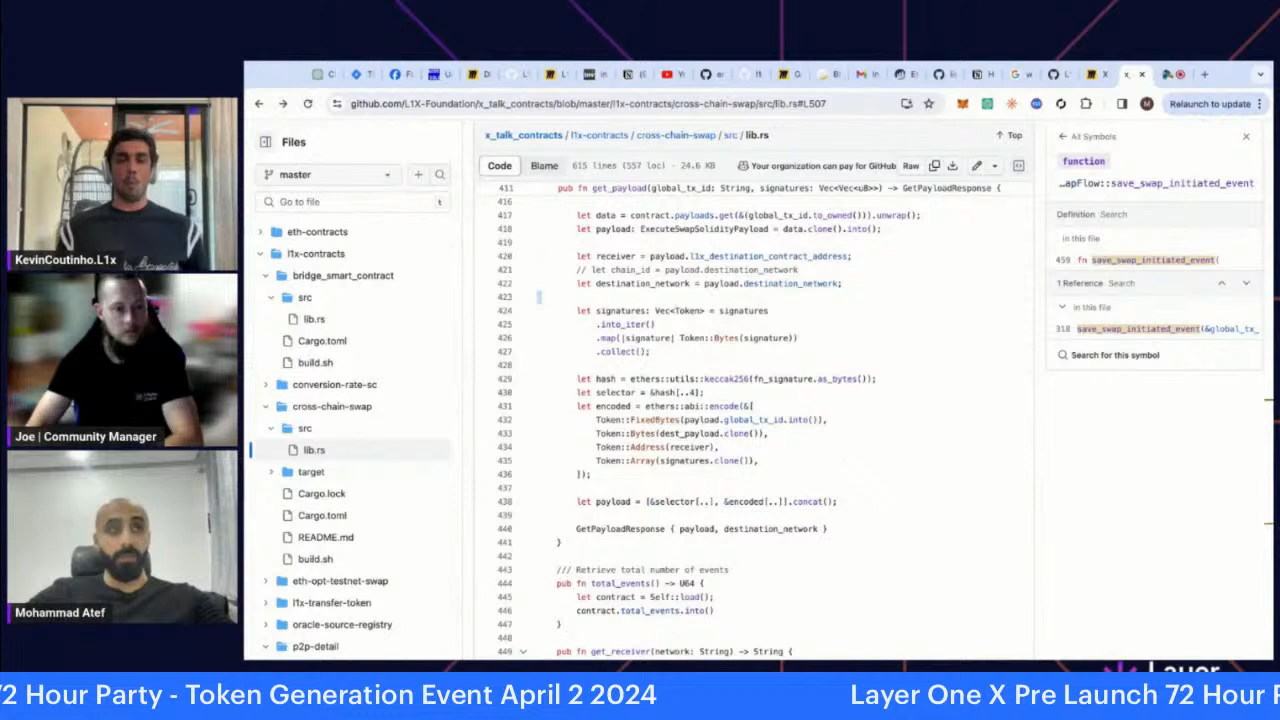 github.com/L1X-Foundation/x_talk_contracts/blob/master/l1x-contracts/cross-chain-swap/src/lib.rs#L507
Relaunch to update
Files
master
Go to file
t
eth-contracts
l1x-contracts
bridge_smart_contract
src
lib.rs
Cargo.toml
build.sh
conversion-rate-sc
cross-chain-swap
src
lib.rs
target
Cargo.lock
Cargo.toml
README.md
build.sh
eth-opt-testnet-swap
l1x-transfer-token
oracle-source-registry
p2p-detail
x_talk_contracts / l1x-contracts / cross-chain-swap / src / lib.rs
Top
Code Blame 615 lines (557 loc) · 24.6 KB Your organization can pay for GitHub Raw
411 pub fn get_payload(global_tx_id: String, signatures: Vec<Vec<u8>>) -> GetPayloadResponse {
416
417 let data = contract.payloads.get(&(global_tx_id.to_owned())).unwrap();
418 let payload: ExecuteSwapSolidityPayload = data.clone().into();
419
420 let receiver = payload.l1x_destination_contract_address;
421 // let chain_id = payload.destination_network
422 let destination_network = payload.destination_network;
423
424 let signatures: Vec<Token> = signatures
425 .into_iter()
426 .map(|signature| Token::Bytes(signature))
427 .collect();
428
429 let hash = ethers::utils::keccak256(fn_signature.as_bytes());
430 let selector = &hash[..4];
431 let encoded = ethers::abi::encode(&[
432 Token::FixedBytes(payload.global_tx_id.into()),
433 Token::Bytes(dest_payload.clone()),
434 Token::Address(receiver),
435 Token::Array(signatures.clone()),
436 ]);
437
438 let payload = [&selector[..], &encoded[..]].concat();
439
440 GetPayloadResponse { payload, destination_network }
441 }
442
443 /// Retrieve total number of events
444 pub fn total_events() -> U64 {
445 let contract = Self::load();
446 contract.total_events.into()
447 }
448
449 pub fn get_receiver(network: String) -> String {
All Symbols
function
…apFlow::save_swap_initiated_event
Definition Search
in this file
459 fn save_swap_initiated_event(
1 Reference Search
in this file
318 save_swap_initiated_event(&global_tx_
Search for this symbol
KevinCoutinho.L1x
Joe | Community Manager
Mohammad Atef
72 Hour Party - Token Generation Event April 2 2024
Layer One X Pre Launch 72 Hour P